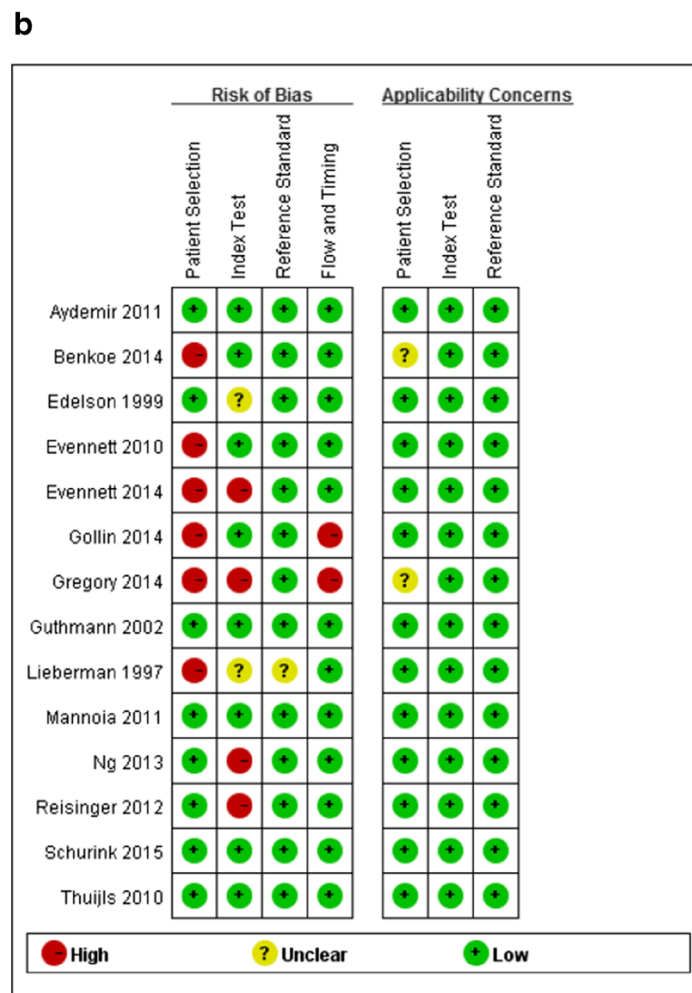 b
Risk of Bias Applicability Concerns
Patient Selection Index Test Reference Standard Flow and Timing Patient Selection Index Test Reference Standard
Aydemir 2011 + + + + + + +
Benkoe 2014 - + + + ? + +
Edelson 1999 + ? + + + + +
Evennett 2010 - + + + + + +
Evennett 2014 - - + + + + +
Gollin 2014 - + + - + + +
Gregory 2014 - - + - ? + +
Guthmann 2002 + + + + + + +
Lieberman 1997 - ? ? + + + +
Mannoia 2011 + + + + + + +
Ng 2013 + - + + + + +
Reisinger 2012 + - + + + + +
Schurink 2015 + + + + + + +
Thuijls 2010 + + + + + + +
- High ? Unclear + Low